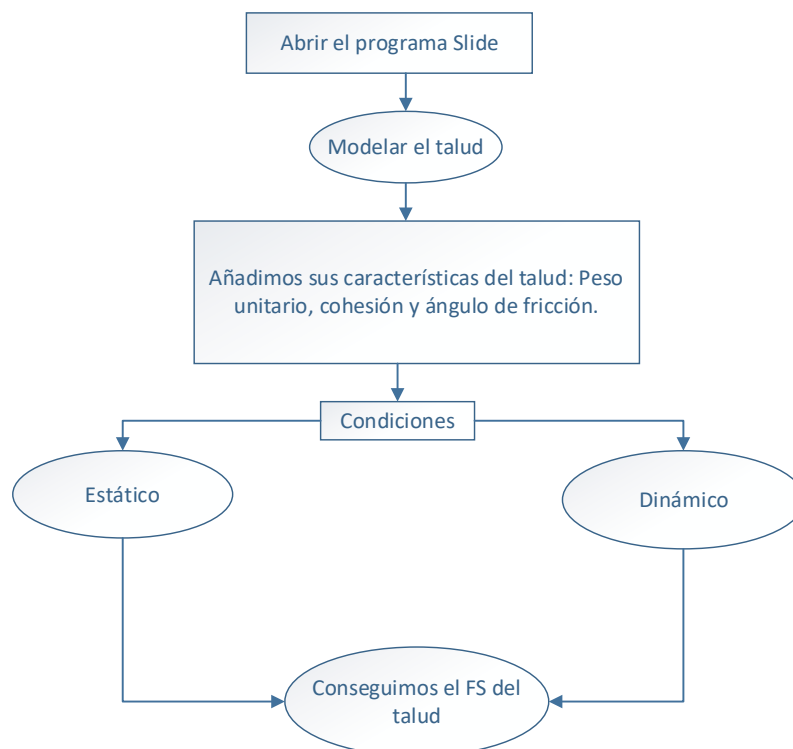 Abrir el programa Slide
Modelar el talud
Añadimos sus características del talud: Peso
unitario, cohesión y ángulo de fricción.
Condiciones
Estático
Dinámico
Conseguimos el FS del
talud